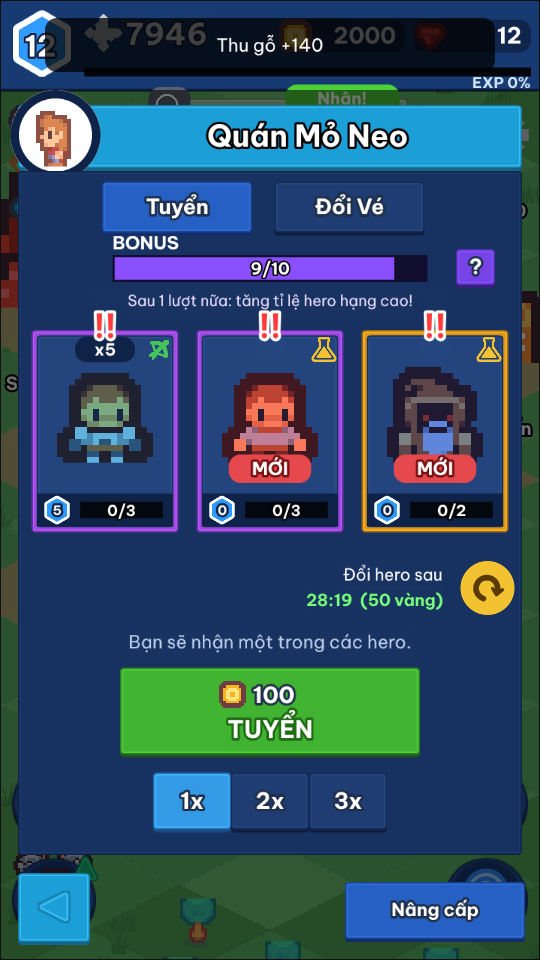 12
7946
Thu gỗ +140
2000
12
EXP 0%
Nhận!
Quán Mỏ Neo
Tuyển
Đổi Vé
BONUS
9/10
?
Sau 1 lượt nữa: tăng tỉ lệ hero hạng cao!
!!
!!
!!
x5
MỚI
MỚI
5
0/3
0
0/3
0
0/2
Đổi hero sau
28:19 (50 vàng)
Bạn sẽ nhận một trong các hero.
100
TUYỂN
1x
2x
3x
Nâng cấp